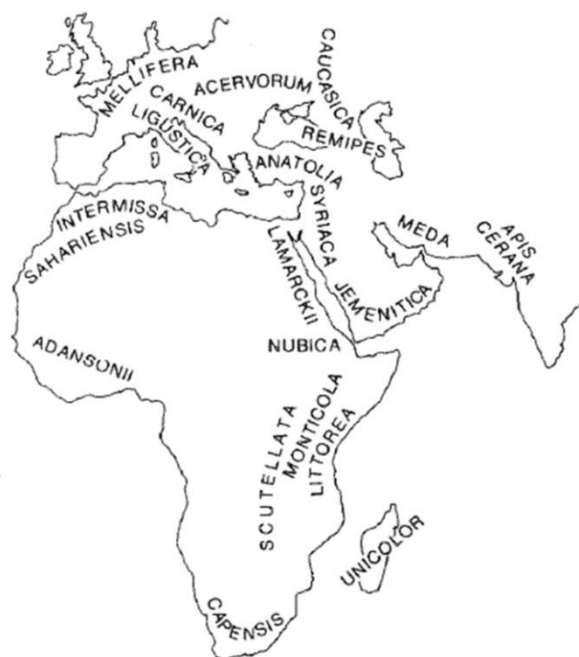 MELLIFERA
CARNICA
LIGUSTICA
ACERVORUM
CAUCASICA
REMIPES
ANATOLIA
SYRIACA
INTERMISSA
SAHARIENSIS
LAMARCKII
JEMENITICA
MEDA
APIS
CERANA
ADANSONII
NUBICA
SCUTELLATA
MONTICOLA
LITTOREA
UNICOLOR
CAPENSIS